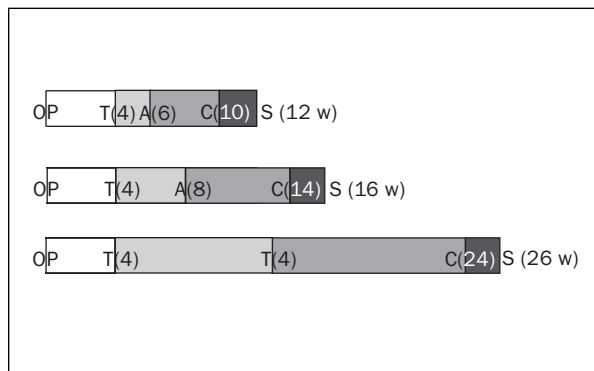 OP T(4) A(6) C(10) S (12 w)
OP T(4) A(8) C(14) S (16 w)
OP T(4) T(4) C(24) S (26 w)